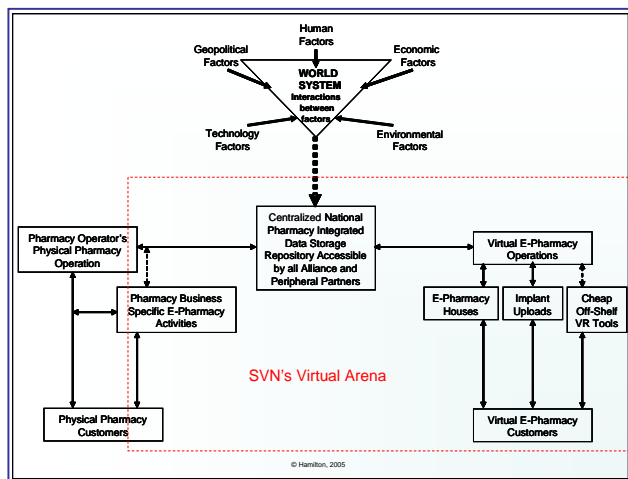 Human
Factors
Geopolitical
Factors
Economic
Factors
WORLD
SYSTEM
Interactions
between
factors
Technology
Factors
Environmental
Factors
Centralized National
Pharmacy Integrated
Data Storage
Repository Accessible
by all Alliance and
Peripheral Partners
Pharmacy Operator's
Physical Pharmacy
Operation
Virtual E-Pharmacy
Operations
Pharmacy Business
Specific E-Pharmacy
Activities
E-Pharmacy
Houses
Implant
Uploads
Cheap
Off-Shelf
VR Tools
SVN's Virtual Arena
Physical Pharmacy
Customers
Virtual E-Pharmacy
Customers
© Hamilton, 2005